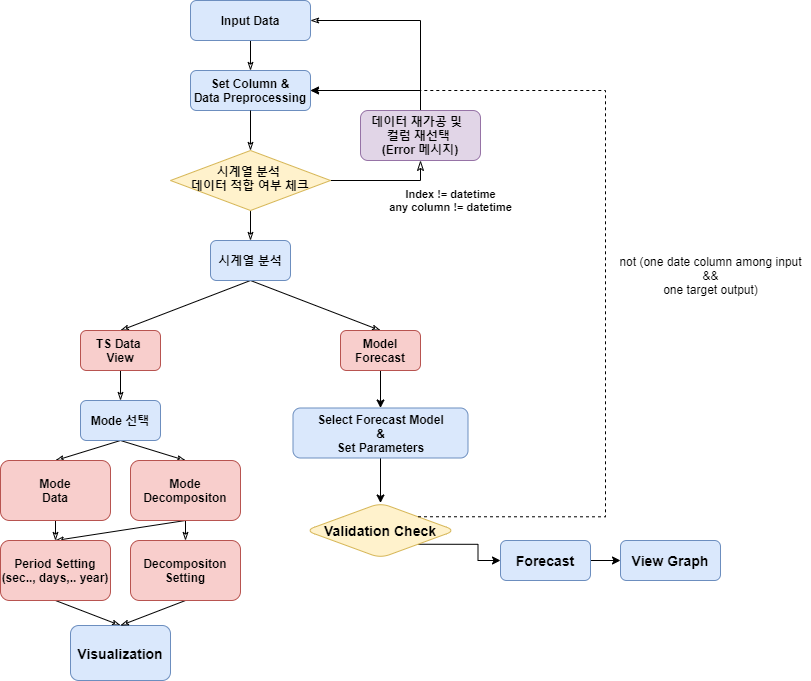 Input Data
Set Column &
Data Preprocessing
데이터 재가공 및
컬럼 재선택
(Error 메시지)
시계열 분석
데이터 적합 여부 체크
Index != datetime
any column != datetime
시계열 분석
not (one date column among input
&&
one target output)
TS Data
View
Model
Forecast
Mode 선택
Select Forecast Model
&
Set Parameters
Mode
Data
Mode
Decompositon
Validation Check
Period Setting
(sec.., days,.. year)
Decompositon
Setting
Forecast
View Graph
Visualization